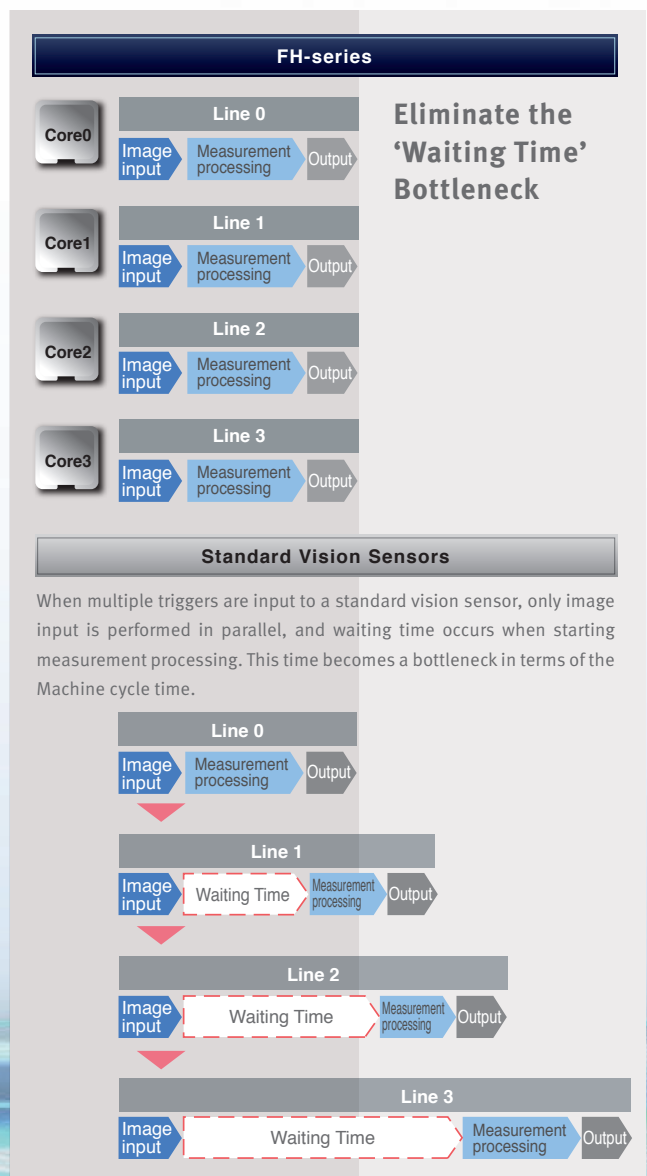 FH-series
Eliminate the
‘Waiting Time’
Bottleneck
Core0
Line 0
Image
input
Measurement
processing
Output
Core1
Line 1
Image
input
Measurement
processing
Output
Core2
Line 2
Image
input
Measurement
processing
Output
Core3
Line 3
Image
input
Measurement
processing
Output
Standard Vision Sensors
When multiple triggers are input to a standard vision sensor, only image
input is performed in parallel, and waiting time occurs when starting
measurement processing. This time becomes a bottleneck in terms of the
Machine cycle time.
Line 0
Image
input
Measurement
processing
Output
Line 1
Image
input
Waiting Time
Measurement
processing
Output
Line 2
Image
input
Waiting Time
Measurement
processing
Output
Line 3
Image
input
Waiting Time
Measurement
processing
Output